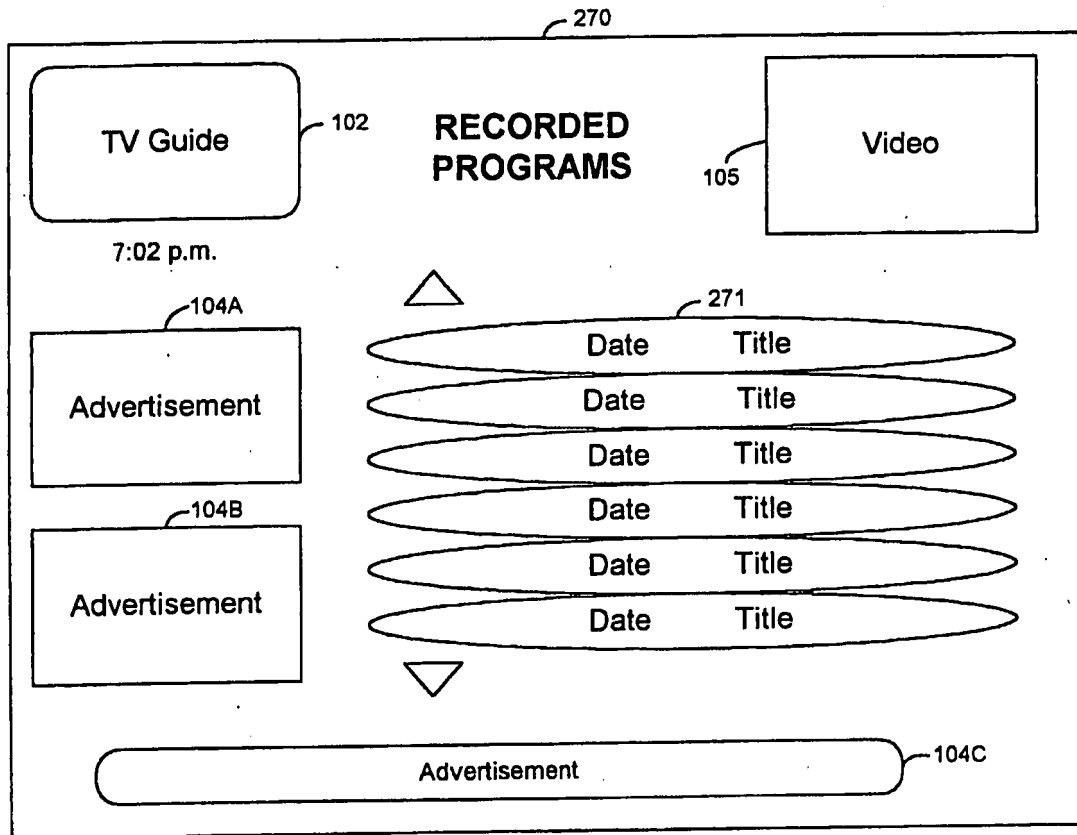 270
TV Guide
102
RECORDED
PROGRAMS
105
Video
7:02 p.m.
104A
Advertisement
271
Date Title
Date Title
Date Title
Date Title
Date Title
Date Title
104B
Advertisement
Advertisement
104C